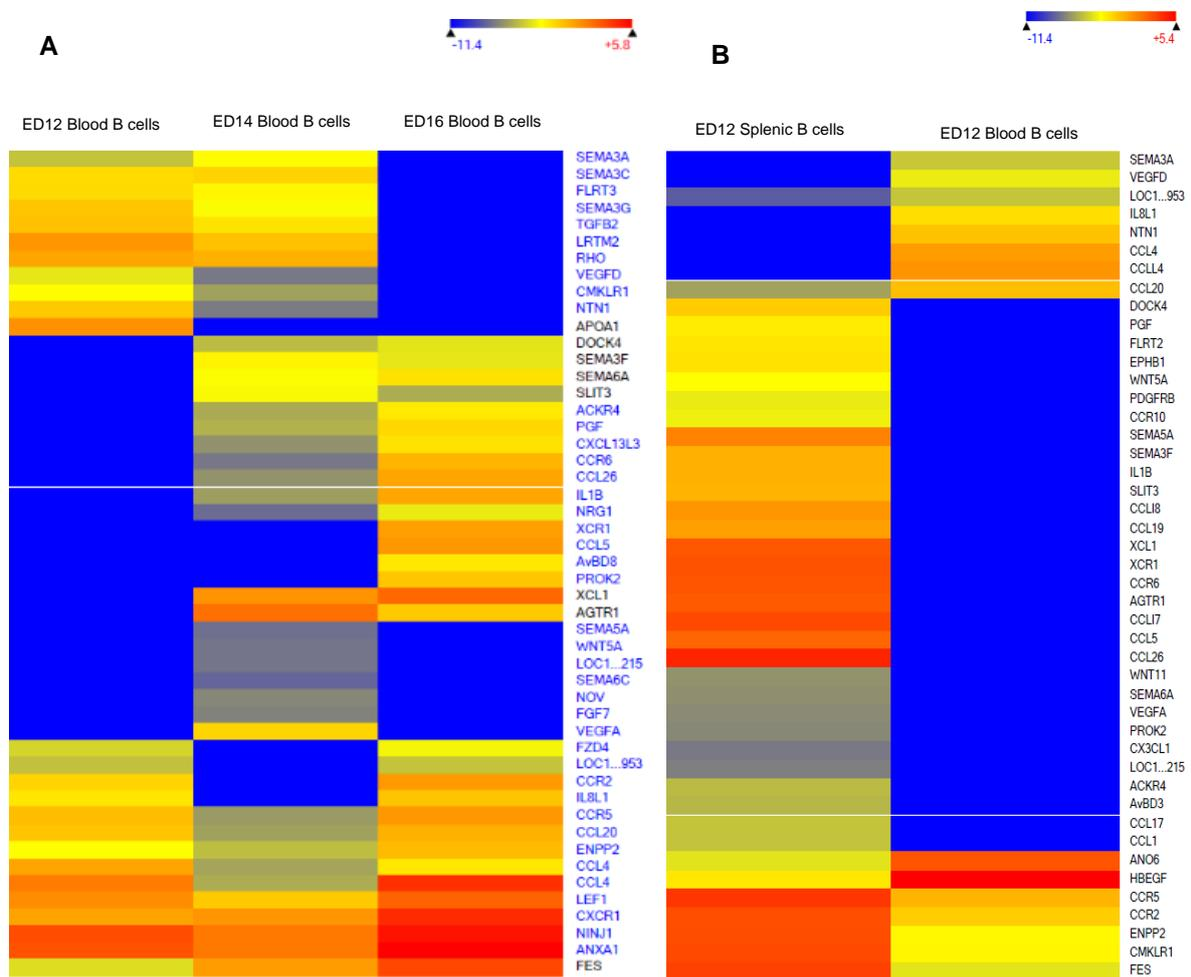 A
-11.4 +5.8
ED12 Blood B cells ED14 Blood B cells ED16 Blood B cells
SEMA3A
SEMA3C
FLRT3
SEMA3G
TGFB2
LRTM2
RHO
VEGFD
CMKLR1
NTN1
APOA1
DOCK4
SEMA3F
SEMA6A
SLIT3
ACKR4
PGF
CXCL13L3
CCR6
CCL26
IL1B
NRG1
XCR1
CCL5
AvBD8
PROK2
XCL1
AGTR1
SEMA5A
WNT5A
LOC1...215
SEMA6C
NOV
FGF7
VEGFA
FZD4
LOC1...953
CCR2
IL8L1
CCR5
CCL20
ENPP2
CCL4
CCL4
LEF1
CXCR1
NINJ1
ANXA1
FES
B
-11.4 +5.4
ED12 Splenic B cells ED12 Blood B cells
SEMA3A
VEGFD
LOC1...953
IL8L1
NTN1
CCL4
CCLL4
CCL20
DOCK4
PGF
FLRT2
EPHB1
WNT5A
PDGFRB
CCR10
SEMA5A
SEMA3F
IL1B
SLIT3
CCLI8
CCL19
XCL1
XCR1
CCR6
AGTR1
CCLI7
CCL5
CCL26
WNT11
SEMA6A
VEGFA
PROK2
CX3CL1
LOC1...215
ACKR4
AvBD3
CCL17
CCL1
ANO6
HBEGF
CCR5
CCR2
ENPP2
CMKLR1
FES